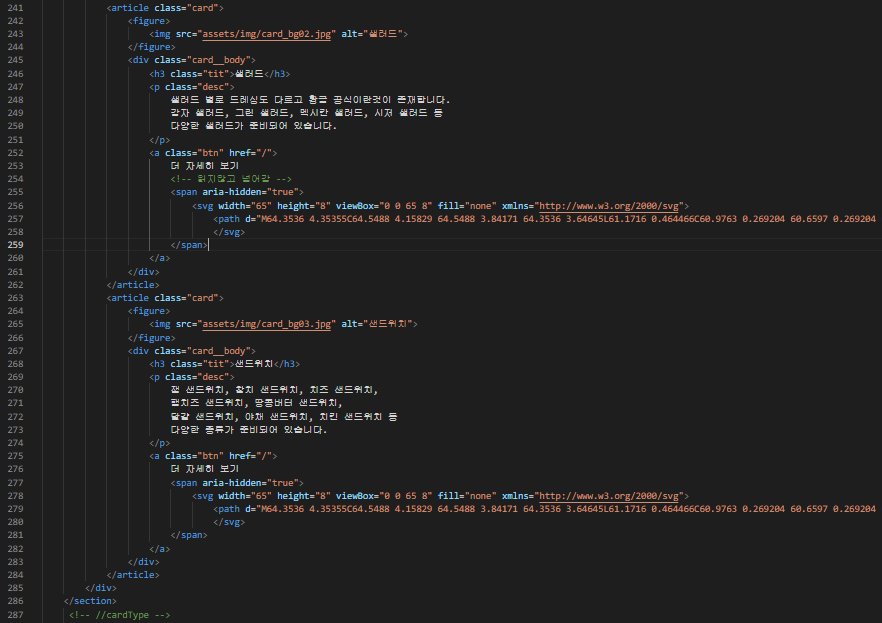 241 <article class="card">
242 <figure>
243 <img src="assets/img/card_bg02.jpg" alt="샐러드">
244 </figure>
245 <div class="card__body">
246 <h3 class="tit">샐러드</h3>
247 <p class="desc">
248 샐러드 별로 드레싱도 다르고 황금 공식이란것이 존재합니다.
249 감자 샐러드, 그린 샐러드, 멕시칸 샐러드, 시저 샐러드 등
250 다양한 샐러드가 준비되어 있습니다.
251 </p>
252 <a class="btn" href="/">
253 더 자세히 보기
254 <!-- 읽지않고 넘어감 -->
255 <span aria-hidden="true">
256 <svg width="65" height="8" viewBox="0 0 65 8" fill="none" xmlns="http://www.w3.org/2000/svg">
257 <path d="M64.3536 4.35355C64.5488 4.15829 64.5488 3.84171 64.3536 3.64645L61.1716 0.464466C60.9763 0.269204 60.6597 0.269204
258 </svg>
259 </span>
260 </a>
261 </div>
262 </article>
263 <article class="card">
264 <figure>
265 <img src="assets/img/card_bg03.jpg" alt="샌드위치">
266 </figure>
267 <div class="card__body">
268 <h3 class="tit">샌드위치</h3>
269 <p class="desc">
270 잼 샌드위치, 참치 샌드위치, 치즈 샌드위치,
271 햄치즈 샌드위치, 땅콩버터 샌드위치,
272 달걀 샌드위치, 야채 샌드위치, 치킨 샌드위치 등
273 다양한 종류가 준비되어 있습니다.
274 </p>
275 <a class="btn" href="/">
276 더 자세히 보기
277 <span aria-hidden="true">
278 <svg width="65" height="8" viewBox="0 0 65 8" fill="none" xmlns="http://www.w3.org/2000/svg">
279 <path d="M64.3536 4.35355C64.5488 4.15829 64.5488 3.84171 64.3536 3.64645L61.1716 0.464466C60.9763 0.269204 60.6597 0.269204
280 </svg>
281 </span>
282 </a>
283 </div>
284 </article>
285 </div>
286 </section>
287 <!-- //cardType -->